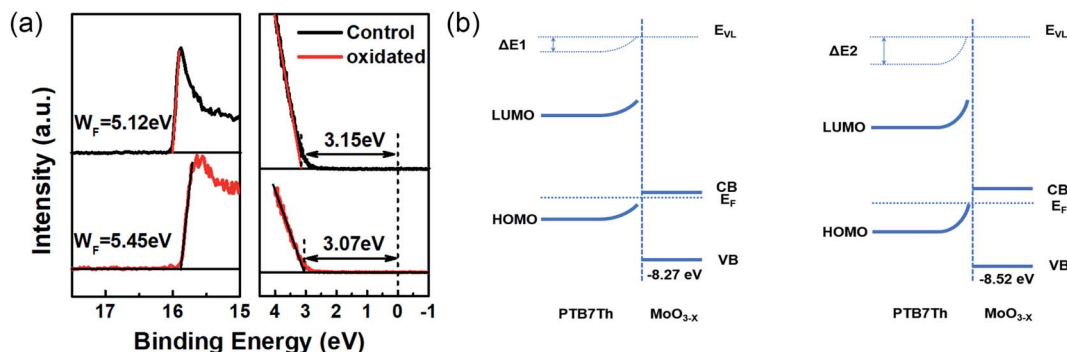 (a)
Control
oxidated
W_F=5.12eV
3.15eV
W_F=5.45eV
3.07eV
Intensity (a.u.)
17 16 15 4 3 2 1 0 -1
Binding Energy (eV)
(b)
ΔE1
E_VL
LUMO
CB
E_F
HOMO
VB
-8.27 eV
PTB7Th MoO_3-X
ΔE2
E_VL
LUMO
CB
E_F
HOMO
VB
-8.52 eV
PTB7Th MoO_3-X